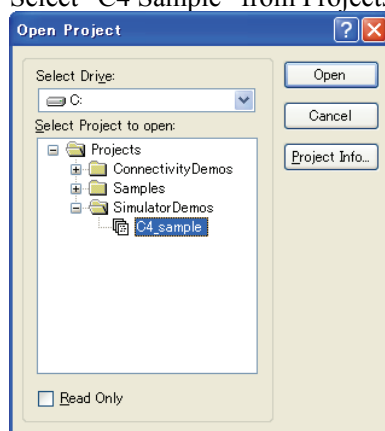 Select "C4 Sample" from Projects
Open Project
Select Drive:
C:
Select Project to open:
Projects
ConnectivityDemos
Samples
SimulatorDemos
C4_sample
Read Only
Open
Cancel
Project Info...